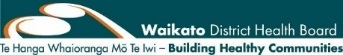 Waikato District Health Board
Te Hanga Whaioranga Mō Te Iwi – Building Healthy Communities